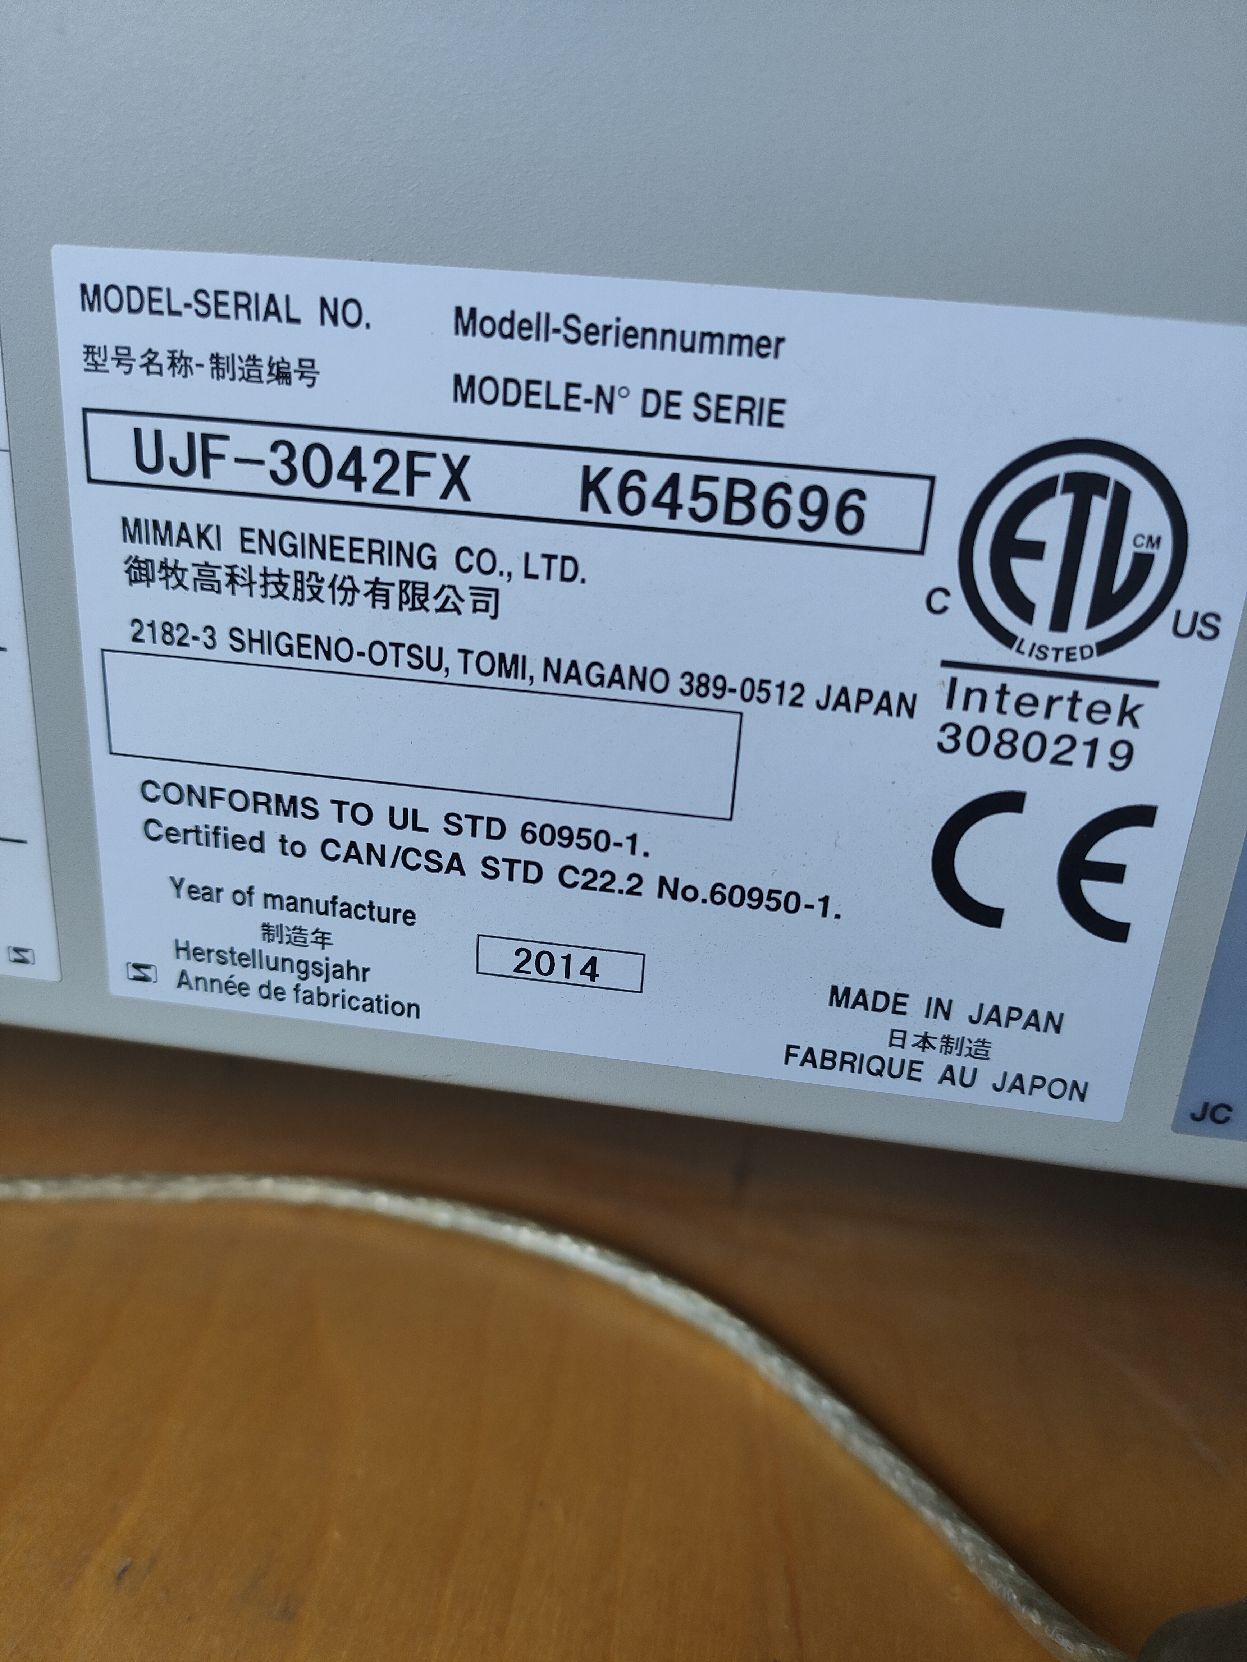 MODEL-SERIAL NO.
型号名称-制造编号
Modell-Seriennummer
MODELE-N° DE SERIE
UJF-3042FX K645B696
MIMAKI ENGINEERING CO., LTD.
御牧高科技股份有限公司
2182-3 SHIGENO-OTSU, TOMI, NAGANO 389-0512 JAPAN
ETL CM
C US
LISTED
Intertek
3080219
CONFORMS TO UL STD 60950-1.
Certified to CAN/CSA STD C22.2 No.60950-1.
CE
Year of manufacture
制造年
Herstellungsjahr
Année de fabrication
2014
MADE IN JAPAN
日本制造
FABRIQUE AU JAPON
JC